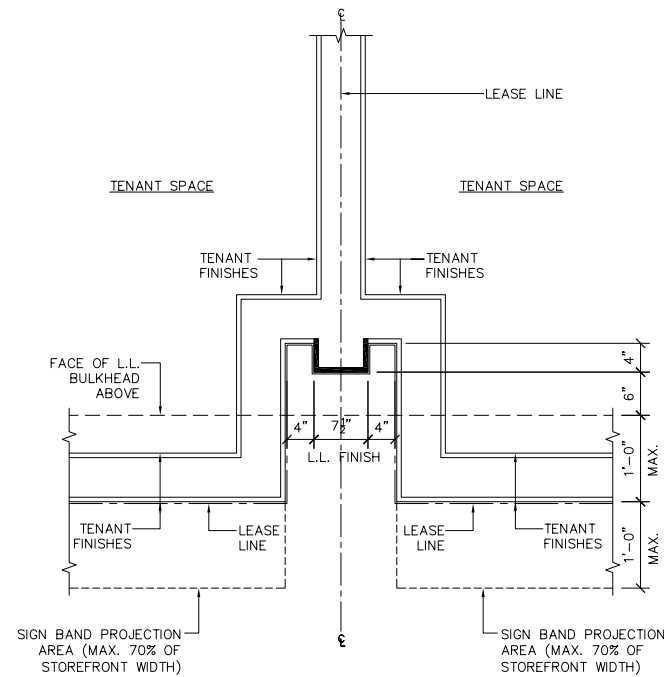 ℄
LEASE LINE
TENANT SPACE
TENANT SPACE
TENANT
FINISHES
TENANT
FINISHES
FACE OF L.L.
BULKHEAD
ABOVE
4"
6"
4"
7 1/2"
4"
L.L. FINISH
1'-0"
MAX.
TENANT
FINISHES
LEASE
LINE
LEASE
LINE
TENANT
FINISHES
1'-0"
MAX.
SIGN BAND PROJECTION
AREA (MAX. 70% OF
STOREFRONT WIDTH)
℄
SIGN BAND PROJECTION
AREA (MAX. 70% OF
STOREFRONT WIDTH)